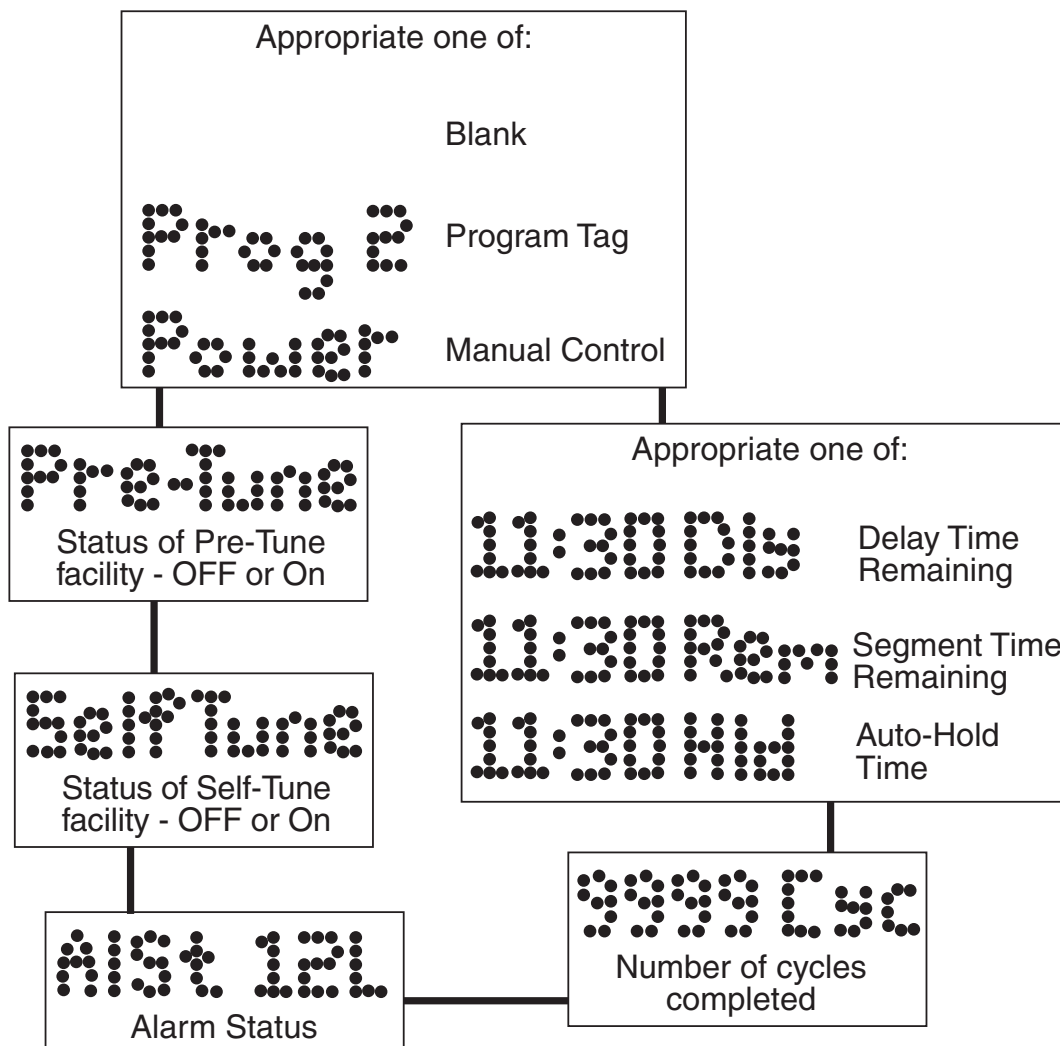 Appropriate one of:
Blank
Prog 2
Program Tag
Power
Manual Control
Pre-Tune
Status of Pre-Tune
facility - OFF or On
SelfTune
Status of Self-Tune
facility - OFF or On
AlSt 12L
Alarm Status
Appropriate one of:
11:30 Dly
Delay Time
Remaining
11:30 Rem
Segment Time
Remaining
11:30 Hld
Auto-Hold
Time
9999 Cyc
Number of cycles
completed